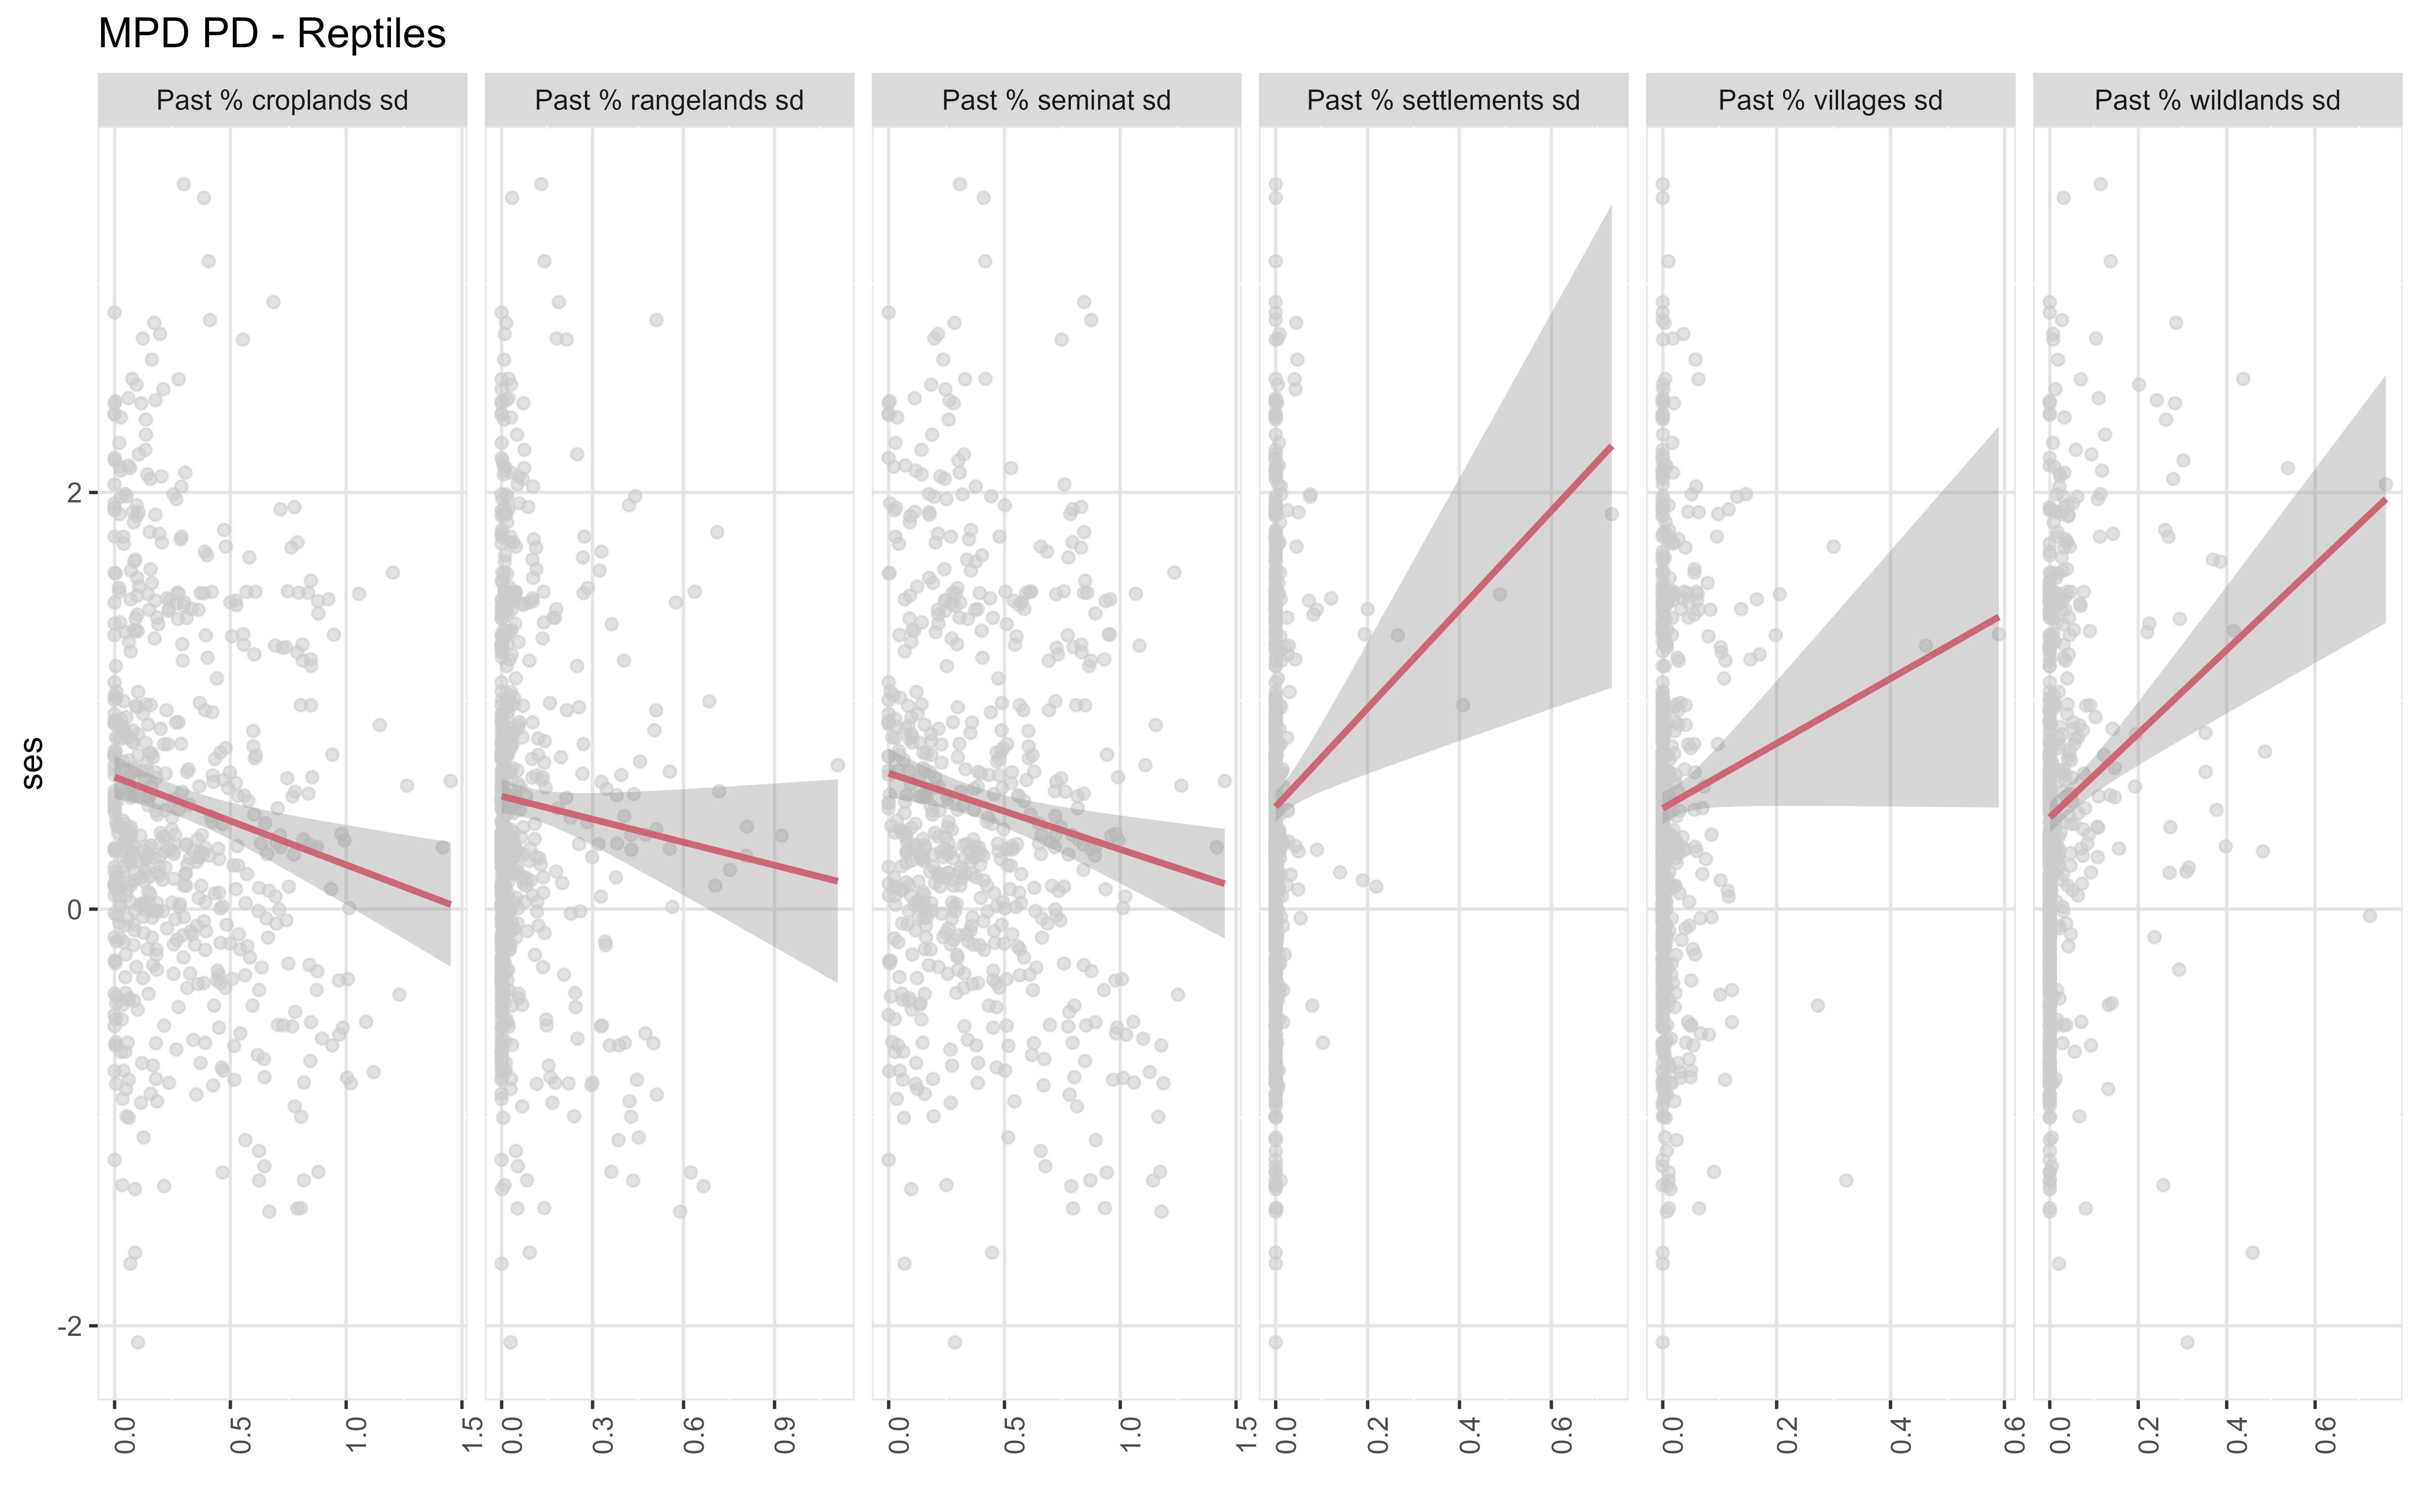 MPD PD - Reptiles
Past % croplands sd
Past % rangelands sd
Past % seminat sd
Past % settlements sd
Past % villages sd
Past % wildlands sd
ses
2
0
-2
0.0 0.5 1.0 1.5
0.0 0.3 0.6 0.9
0.0 0.5 1.0 1.5
0.0 0.2 0.4 0.6
0.0 0.2 0.4 0.6
0.0 0.2 0.4 0.6